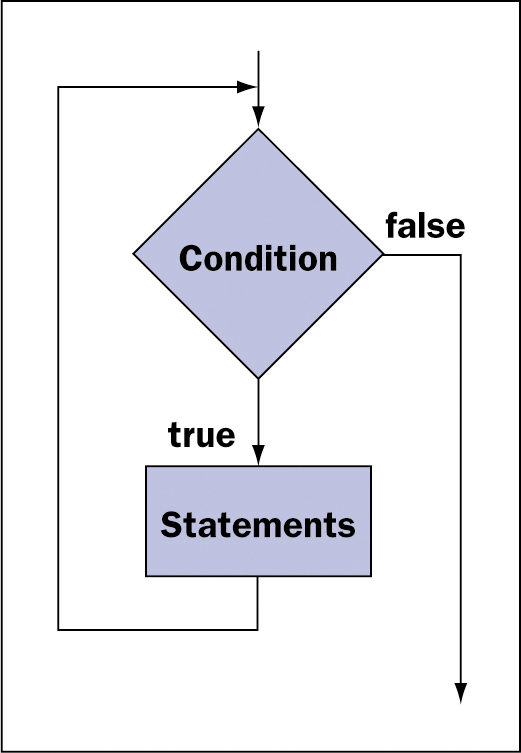 false
Condition
true
Statements